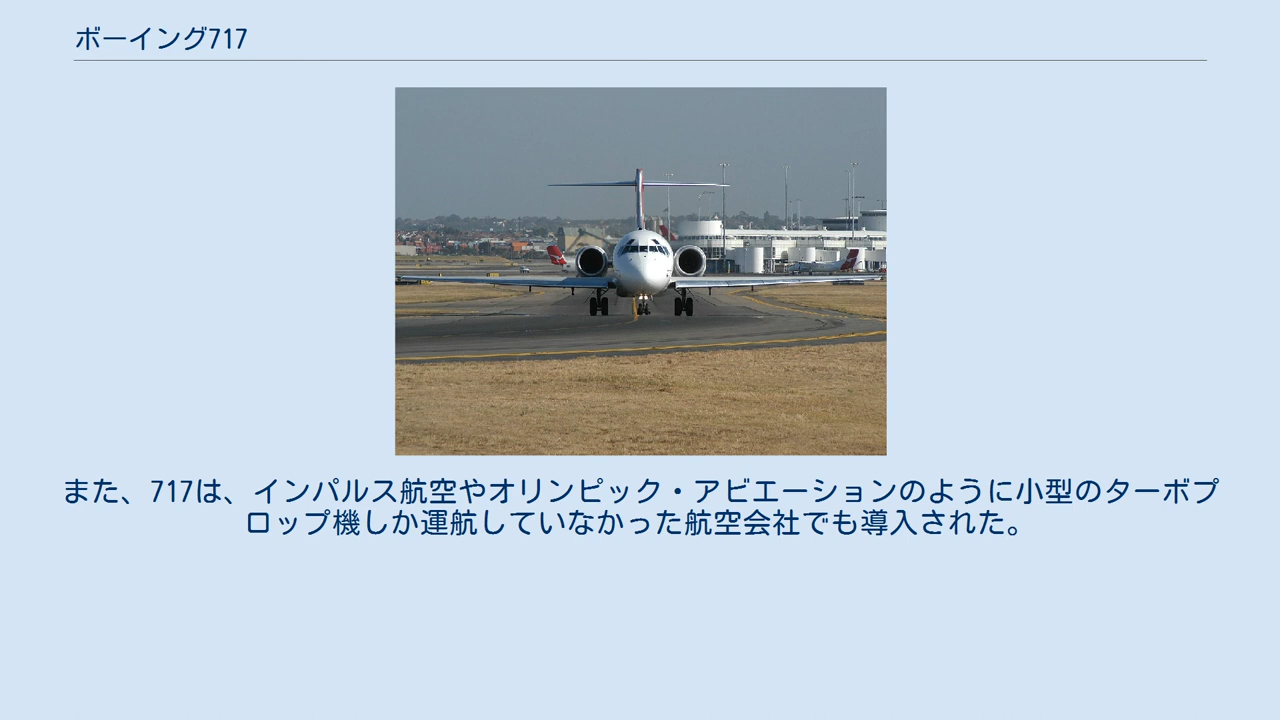 ボーイング717
また、717は、インパルス航空やオリンピック・アビエーションのように小型のターボプ
ロップ機しか運航していなかった航空会社でも導入された。